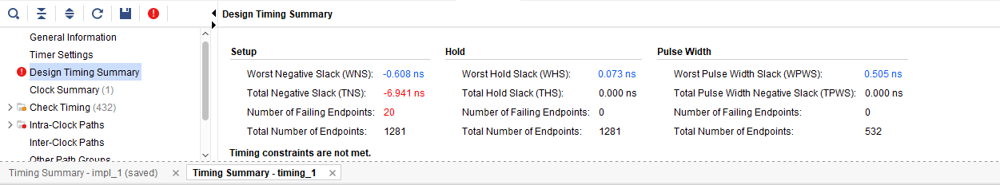 Design Timing Summary
General Information
Timer Settings
Design Timing Summary
Clock Summary (1)
Check Timing (432)
Intra-Clock Paths
Inter-Clock Paths
Other Path Groups
Setup
Worst Negative Slack (WNS): -0.608 ns
Total Negative Slack (TNS): -6.941 ns
Number of Failing Endpoints: 20
Total Number of Endpoints: 1281
Hold
Worst Hold Slack (WHS): 0.073 ns
Total Hold Slack (THS): 0.000 ns
Number of Failing Endpoints: 0
Total Number of Endpoints: 1281
Pulse Width
Worst Pulse Width Slack (WPWS): 0.505 ns
Total Pulse Width Negative Slack (TPWS): 0.000 ns
Number of Failing Endpoints: 0
Total Number of Endpoints: 532
Timing constraints are not met.
Timing Summary - impl_1 (saved)
Timing Summary - timing_1